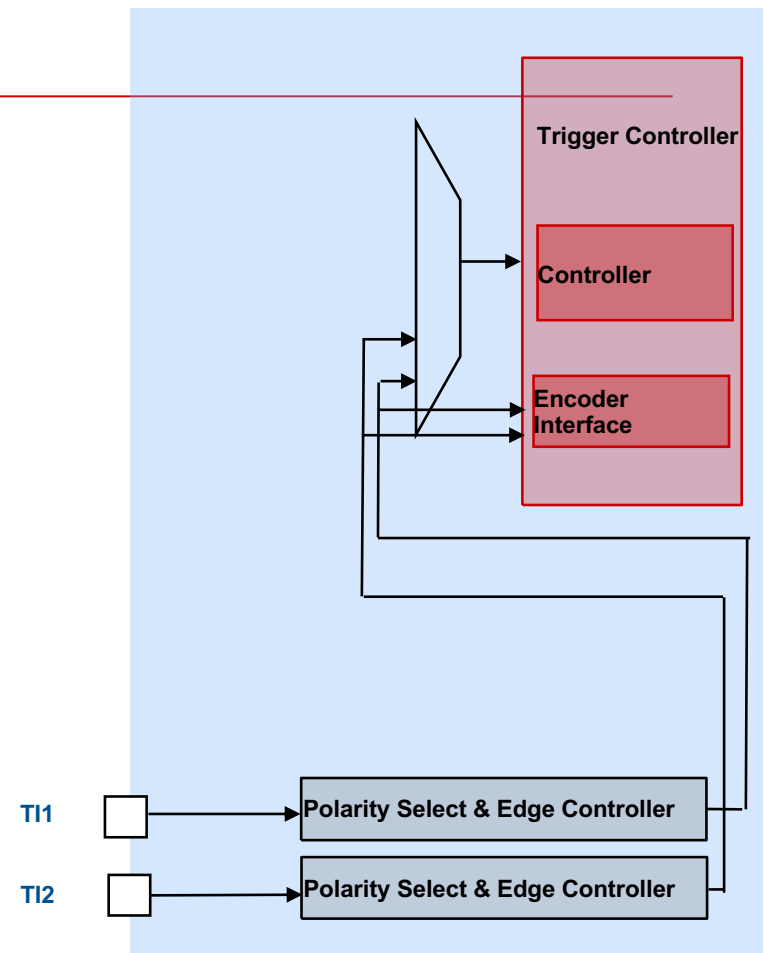 Trigger Controller
Controller
Encoder
Interface
TI1
Polarity Select & Edge Controller
TI2
Polarity Select & Edge Controller